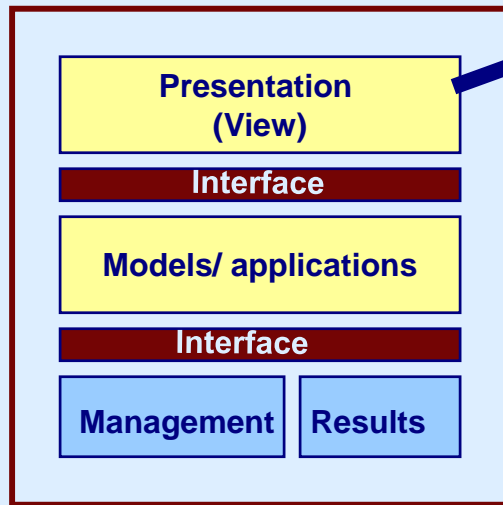 Presentation
(View)
Interface
Models/ applications
Interface
Management
Results